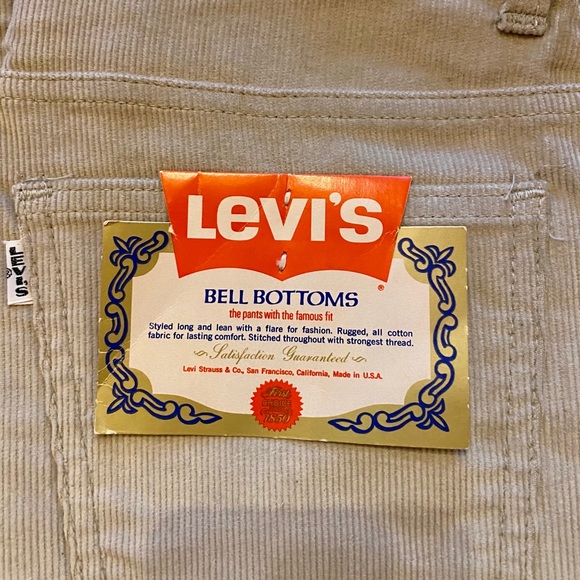 LEVI'S
®
BELL BOTTOMS
the pants with the famous fit
Styled long and lean with a flare for fashion. Rugged, all cotton
fabric for lasting comfort. Stitched throughout with strongest thread.
Satisfaction Guaranteed
Levi Strauss & Co., San Francisco, California, Made in U.S.A.
First
1850
LEVI'S
®